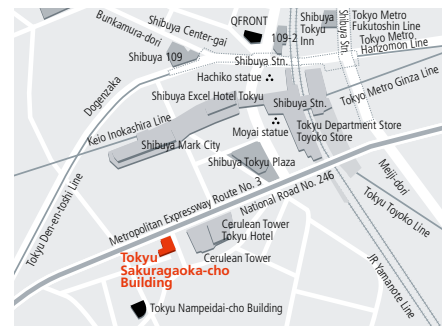 QFRONT
Shibuya Center-gai
Bunkamura-dori
Shibuya 109
109-2
Shibuya
Tokyu
Inn
Shibuya Stn.
Tokyo Metro
Fukutoshin Line
Tokyo Metro
Hanzomon Line
Shibuya Stn.
Hachiko statue
Dogenzaka
Shibuya Excel Hotel Tokyu
Shibuya Stn.
Tokyo Metro Ginza Line
Keio Inokashira Line
Moyai statue
Tokyu Department Store
Toyoko Store
Shibuya Mark City
Shibuya Tokyu Plaza
Meiji-dori
Tokyu Den-en-toshi Line
Metropolitan Expressway Route No. 3
National Road No. 246
Tokyu Toyoko Line
Cerulean Tower
Tokyu Hotel
Cerulean Tower
JR Yamanote Line
Tokyu
Sakuragaoka-cho
Building
Tokyu Nampeidai-cho Building